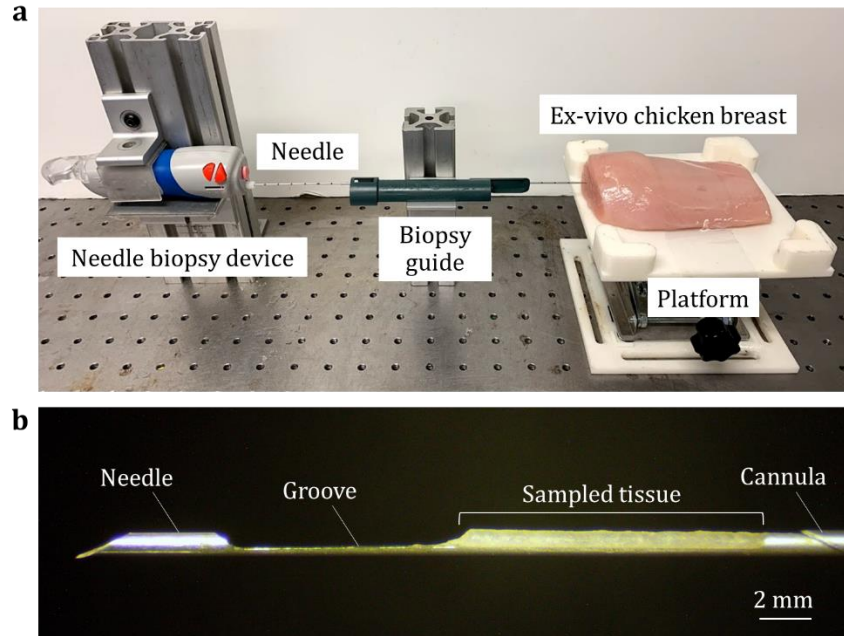 a
Ex-vivo chicken breast
Needle
Needle biopsy device
Biopsy
guide
Platform
b
Needle
Groove
Sampled tissue
Cannula
2 mm